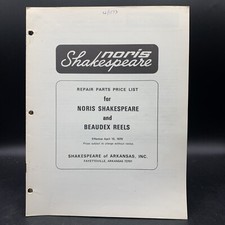 noris
Shakespeare
REPAIR PARTS PRICE LIST
for
NORIS SHAKESPEARE
and
BEAUDEX REELS
SHAKESPEARE of ARKANSAS, INC.
FAYETTEVILLE, ARKANSAS